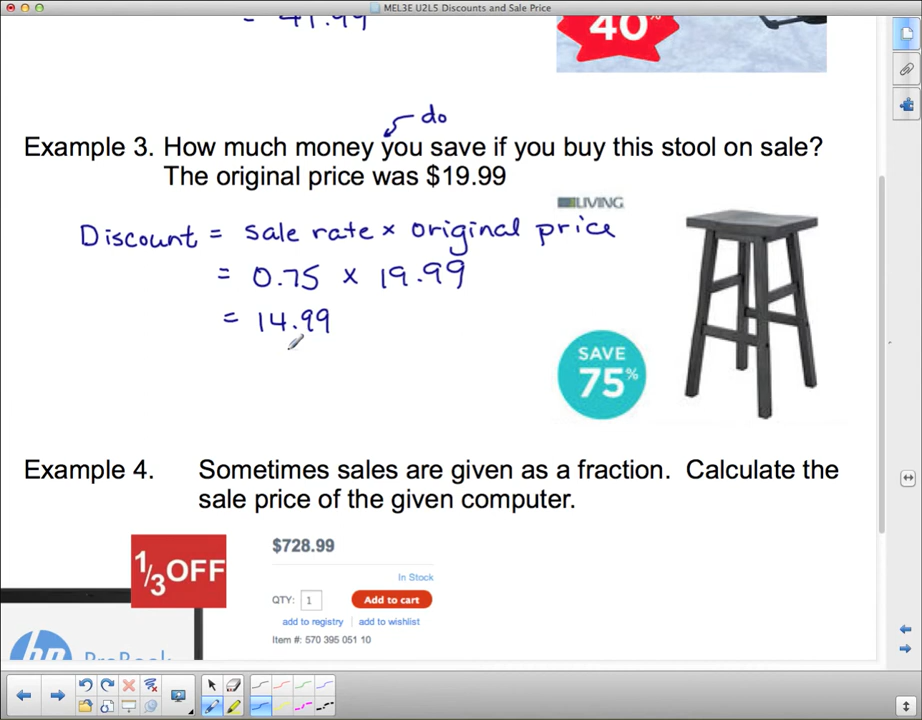 MEL3E U2L5 Discounts and Sale Price
= 41.99
40%
do
Example 3. How much money you save if you buy this stool on sale?
The original price was $19.99
LIVING
Discount = sale rate × original price
= 0.75 × 19.99
= 14.99
SAVE
75%
Example 4. Sometimes sales are given as a fraction. Calculate the
sale price of the given computer.
1/3 OFF
$728.99
In Stock
QTY: 1 Add to cart
add to registry | add to wishlist
Item #: 570 395 051 10
hp ProBook